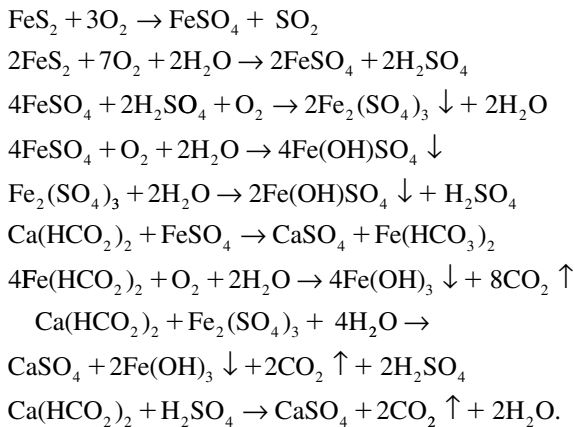 FeS₂ + 3O₂ → FeSO₄ + SO₂
2FeS₂ + 7O₂ + 2H₂O → 2FeSO₄ + 2H₂SO₄
4FeSO₄ + 2H₂SO₄ + O₂ → 2Fe₂(SO₄)₃ ↓ + 2H₂O
4FeSO₄ + O₂ + 2H₂O → 4Fe(OH)SO₄ ↓
Fe₂(SO₄)₃ + 2H₂O → 2Fe(OH)SO₄ ↓ + H₂SO₄
Ca(HCO₂)₂ + FeSO₄ → CaSO₄ + Fe(HCO₃)₂
4Fe(HCO₂)₂ + O₂ + 2H₂O → 4Fe(OH)₃ ↓ + 8CO₂ ↑
Ca(HCO₂)₂ + Fe₂(SO₄)₃ + 4H₂O →
CaSO₄ + 2Fe(OH)₃ ↓ +2CO₂ ↑ + 2H₂SO₄
Ca(HCO₂)₂ + H₂SO₄ → CaSO₄ + 2CO₂ ↑ + 2H₂O.